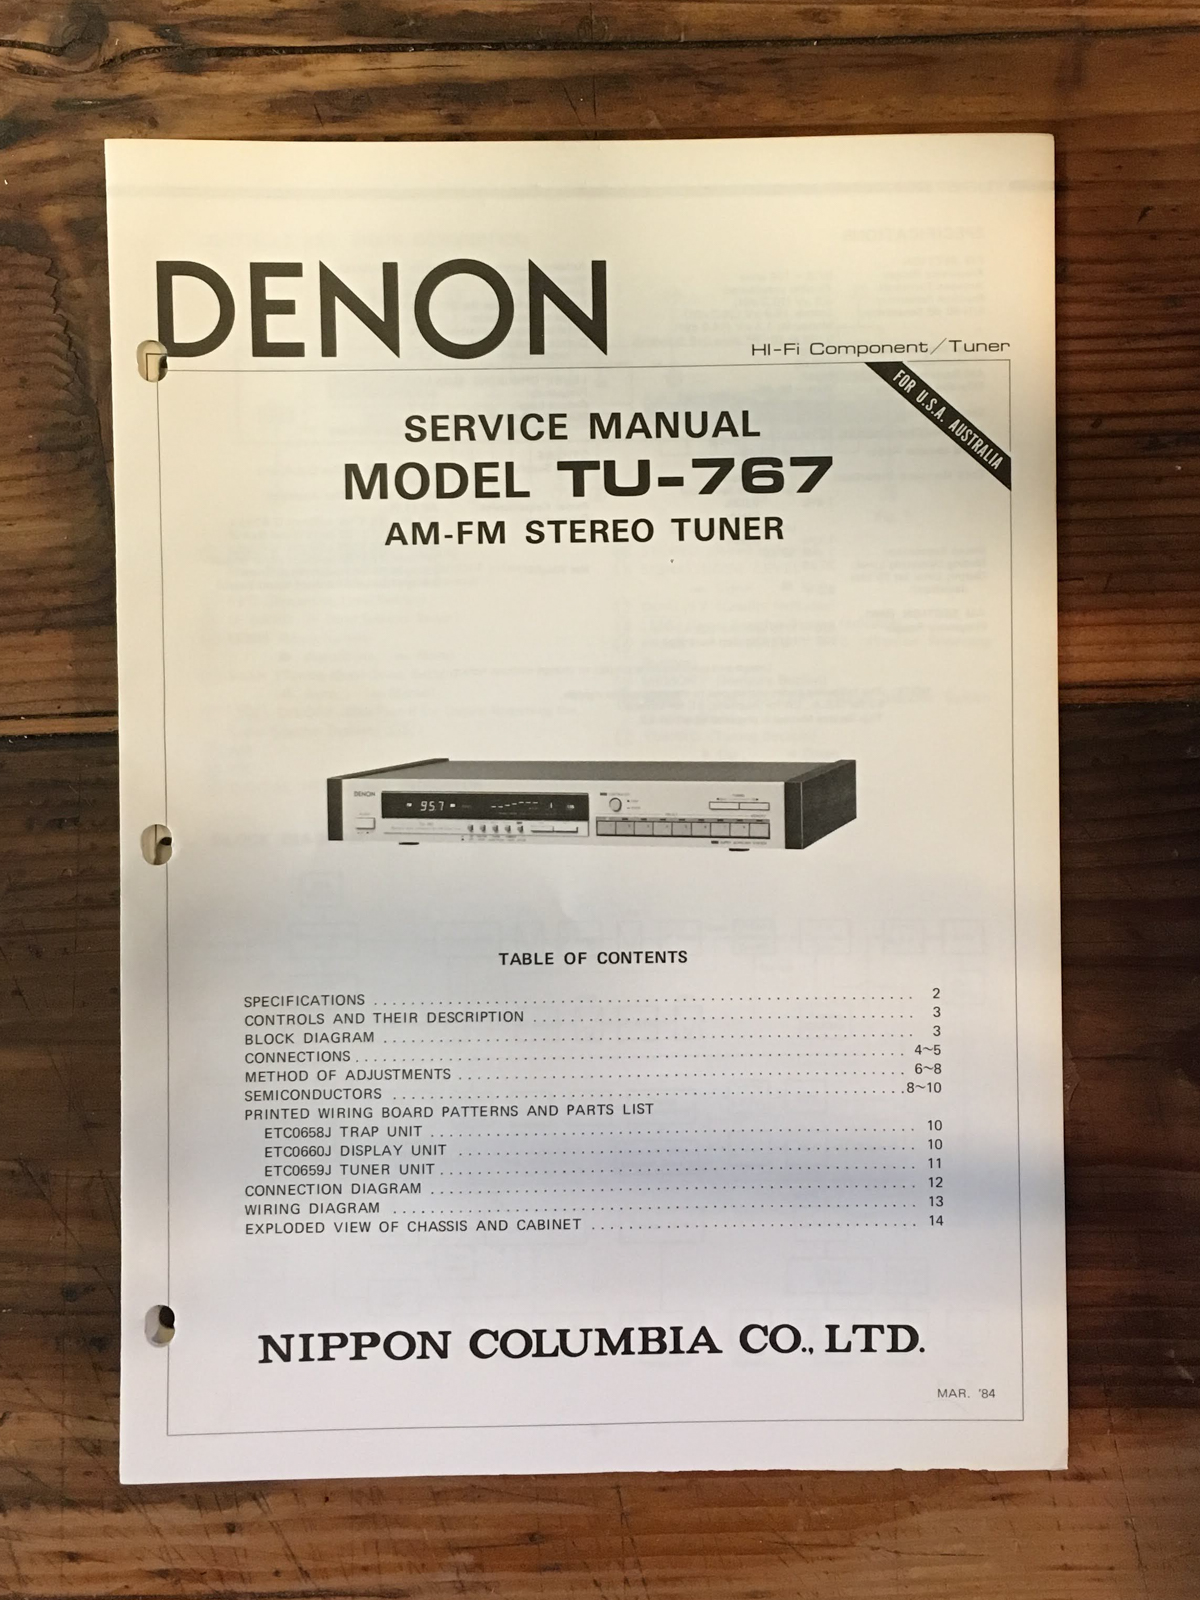 DENON
HI-Fi Component/Tuner
FOR U.S.A. AUSTRALIA
SERVICE MANUAL
MODEL TU-767
AM-FM STEREO TUNER
DENON
95.7
TABLE OF CONTENTS
SPECIFICATIONS ............................................................ 2
CONTROLS AND THEIR DESCRIPTION .......................................... 3
BLOCK DIAGRAM ........................................................... 3
CONNECTIONS ............................................................ 4~5
METHOD OF ADJUSTMENTS ................................................. 6~8
SEMICONDUCTORS ........................................................ 8~10
PRINTED WIRING BOARD PATTERNS AND PARTS LIST
ETC0658J TRAP UNIT ..................................................... 10
ETC0660J DISPLAY UNIT .................................................. 10
ETC0659J TUNER UNIT .................................................... 11
CONNECTION DIAGRAM ..................................................... 12
WIRING DIAGRAM ......................................................... 13
EXPLODED VIEW OF CHASSIS AND CABINET ................................... 14
NIPPON COLUMBIA CO., LTD.
MAR. '84